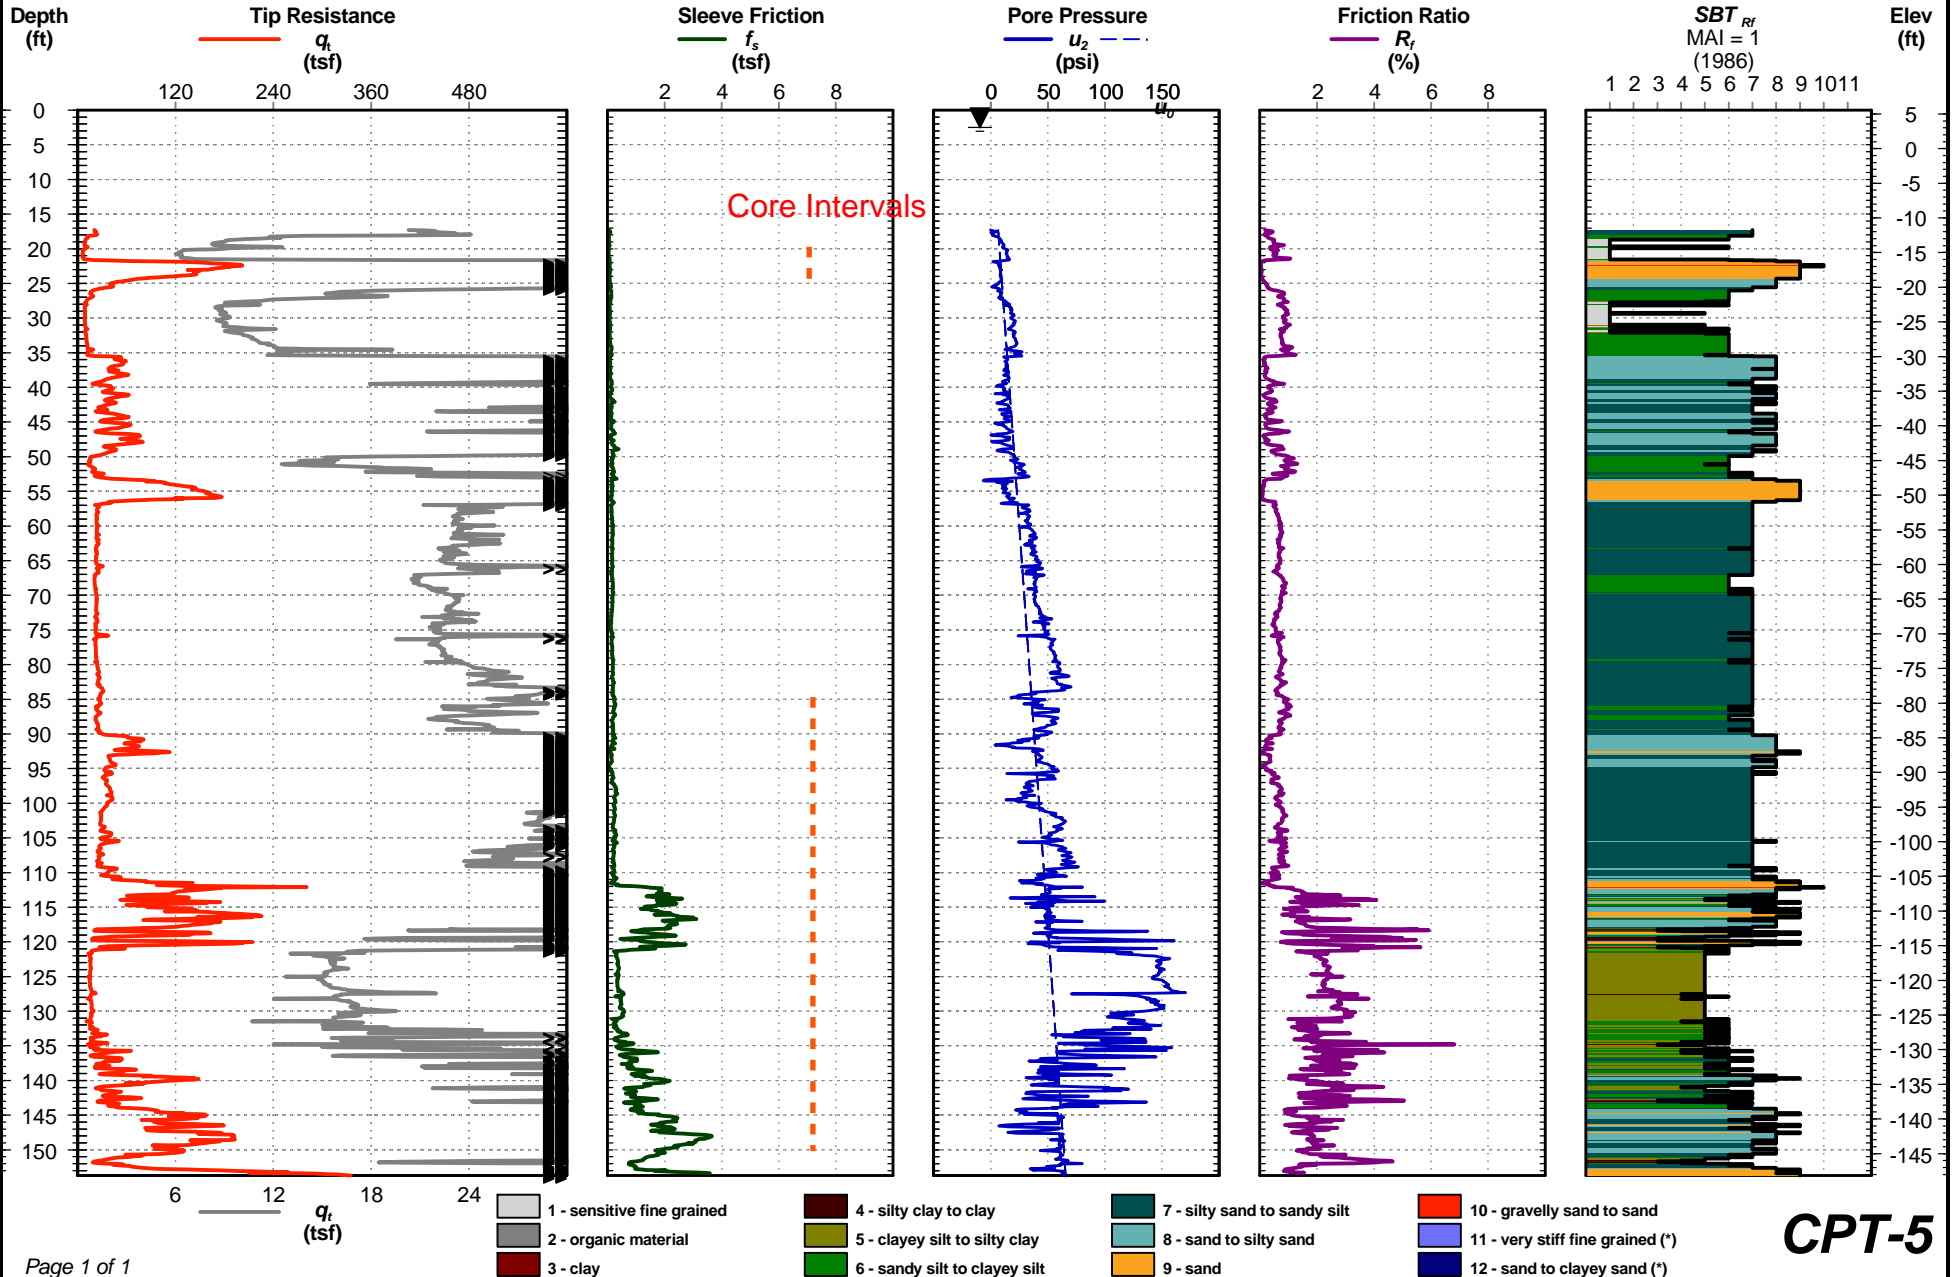 Depth
(ft)
Tip Resistance
qt
(tsf)
Sleeve Friction
fs
(tsf)
Pore Pressure
u2
(psi)
Friction Ratio
Rf
(%)
SBT Rf
MAI = 1
(1986)
Elev
(ft)
120 240 360 480
2 4 6 8
0 50 100 150
u0
2 4 6 8
1 2 3 4 5 6 7 8 9 10 11
0
5
10
15
20
25
30
35
40
45
50
55
60
65
70
75
80
85
90
95
100
105
110
115
120
125
130
135
140
145
150
Core Intervals
5
0
-5
-10
-15
-20
-25
-30
-35
-40
-45
-50
-55
-60
-65
-70
-75
-80
-85
-90
-95
-100
-105
-110
-115
-120
-125
-130
-135
-140
-145
6 12 18 24
qt
(tsf)
1 - sensitive fine grained
2 - organic material
3 - clay
4 - silty clay to clay
5 - clayey silt to silty clay
6 - sandy silt to clayey silt
7 - silty sand to sandy silt
8 - sand to silty sand
9 - sand
10 - gravelly sand to sand
11 - very stiff fine grained (*)
12 - sand to clayey sand (*)
CPT-5
Page 1 of 1